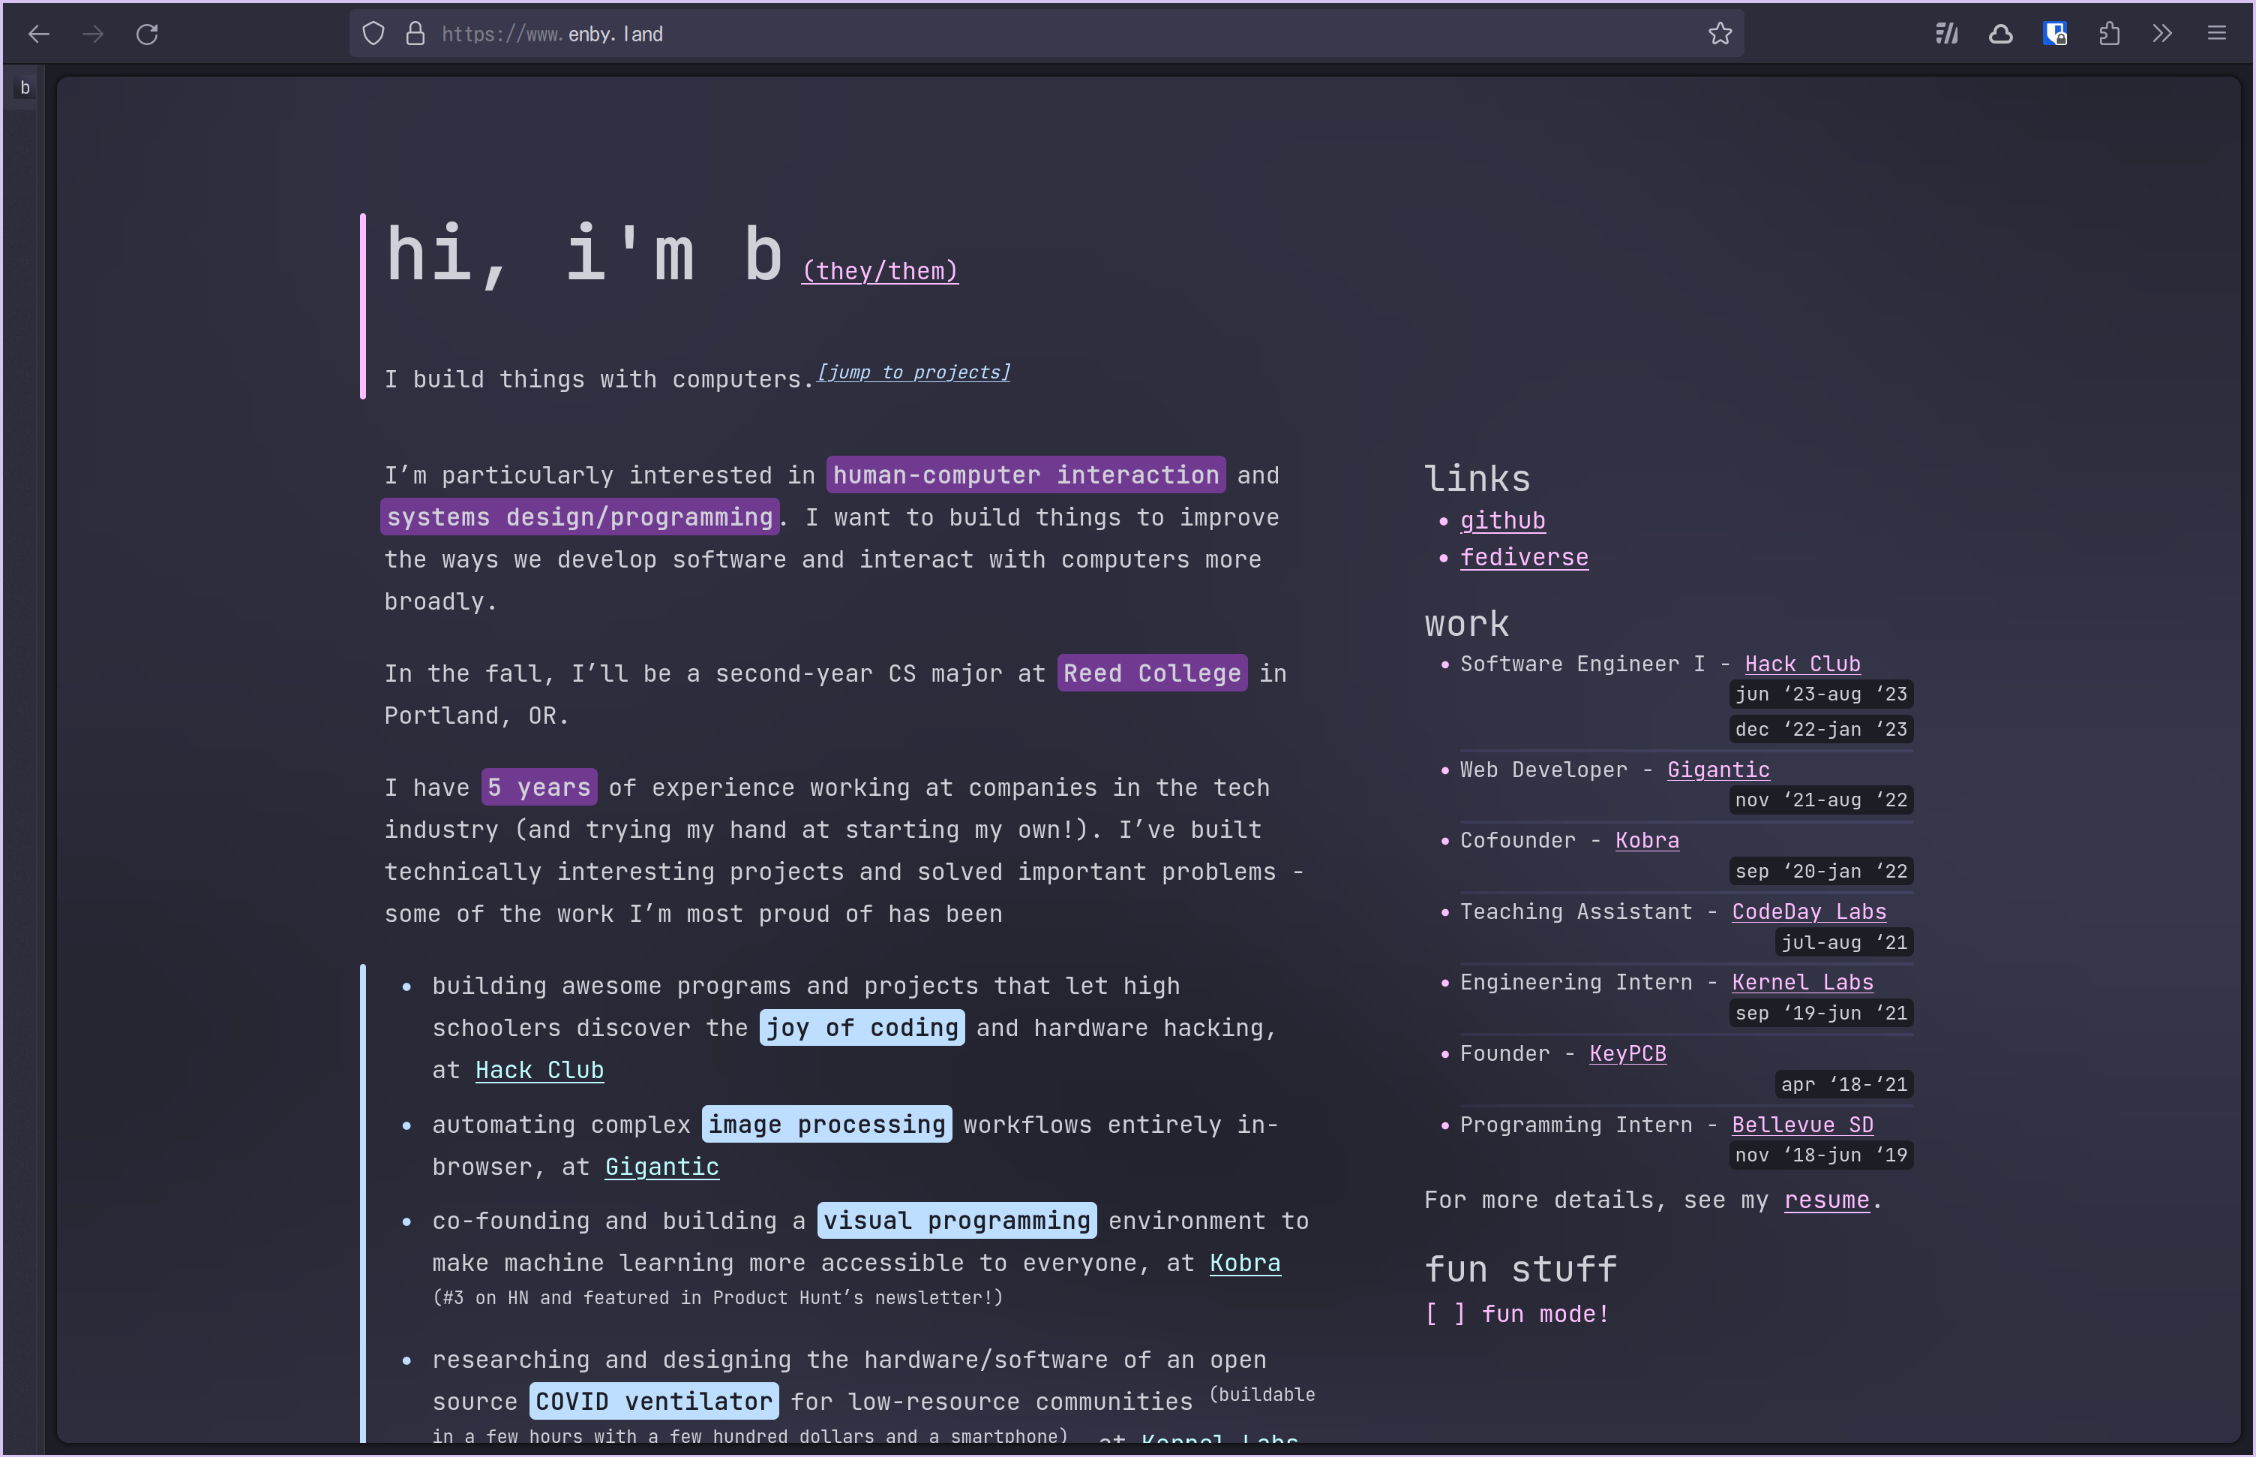 https://www.enby.land
b
hi, i'm b (they/them)
I build things with computers.[jump to projects]
I’m particularly interested in human-computer interaction and
systems design/programming. I want to build things to improve
the ways we develop software and interact with computers more
broadly.
In the fall, I’ll be a second-year CS major at Reed College in
Portland, OR.
I have 5 years of experience working at companies in the tech
industry (and trying my hand at starting my own!). I’ve built
technically interesting projects and solved important problems -
some of the work I’m most proud of has been
• building awesome programs and projects that let high
schoolers discover the joy of coding and hardware hacking,
at Hack Club
• automating complex image processing workflows entirely in-
browser, at Gigantic
• co-founding and building a visual programming environment to
make machine learning more accessible to everyone, at Kobra
(#3 on HN and featured in Product Hunt’s newsletter!)
• researching and designing the hardware/software of an open
source COVID ventilator for low-resource communities (buildable
in a few hours with a few hundred dollars and a smartphone) at Kernel Labs
links
• github
• fediverse
work
• Software Engineer I - Hack Club
jun ‘23-aug ‘23
dec ‘22-jan ‘23
• Web Developer - Gigantic
nov ‘21-aug ‘22
• Cofounder - Kobra
sep ‘20-jan ‘22
• Teaching Assistant - CodeDay Labs
jul-aug ‘21
• Engineering Intern - Kernel Labs
sep ‘19-jun ‘21
• Founder - KeyPCB
apr ‘18-‘21
• Programming Intern - Bellevue SD
nov ‘18-jun ‘19
For more details, see my resume.
fun stuff
[ ] fun mode!